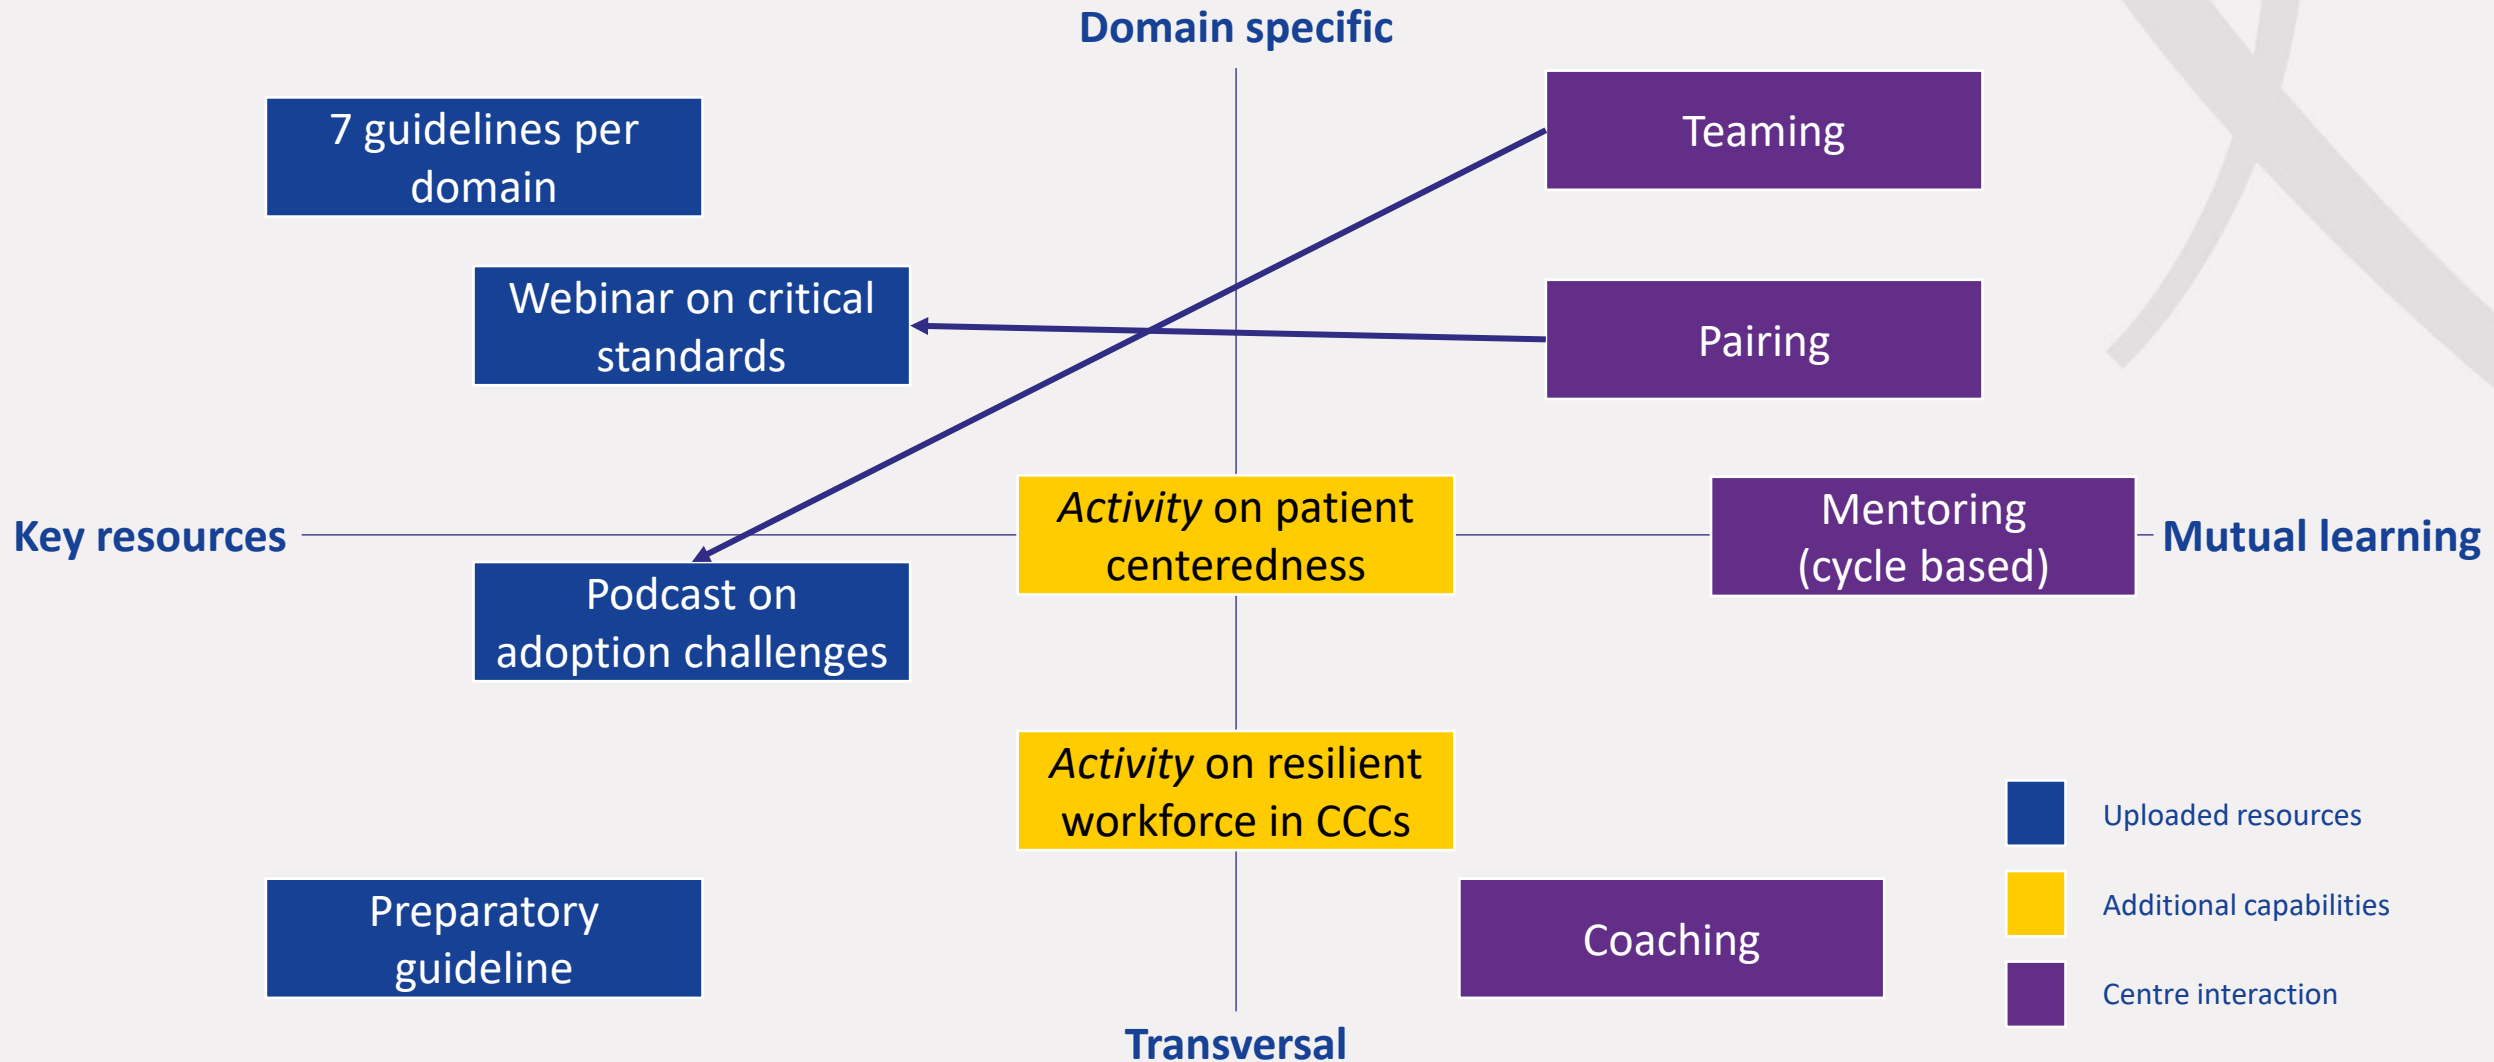 Domain specific
7 guidelines per
domain
Teaming
Webinar on critical
standards
Pairing
Key resources
Activity on patient
centeredness
Mentoring
(cycle based)
Mutual learning
Podcast on
adoption challenges
Activity on resilient
workforce in CCCs
Preparatory
guideline
Coaching
Uploaded resources
Additional capabilities
Centre interaction
Transversal